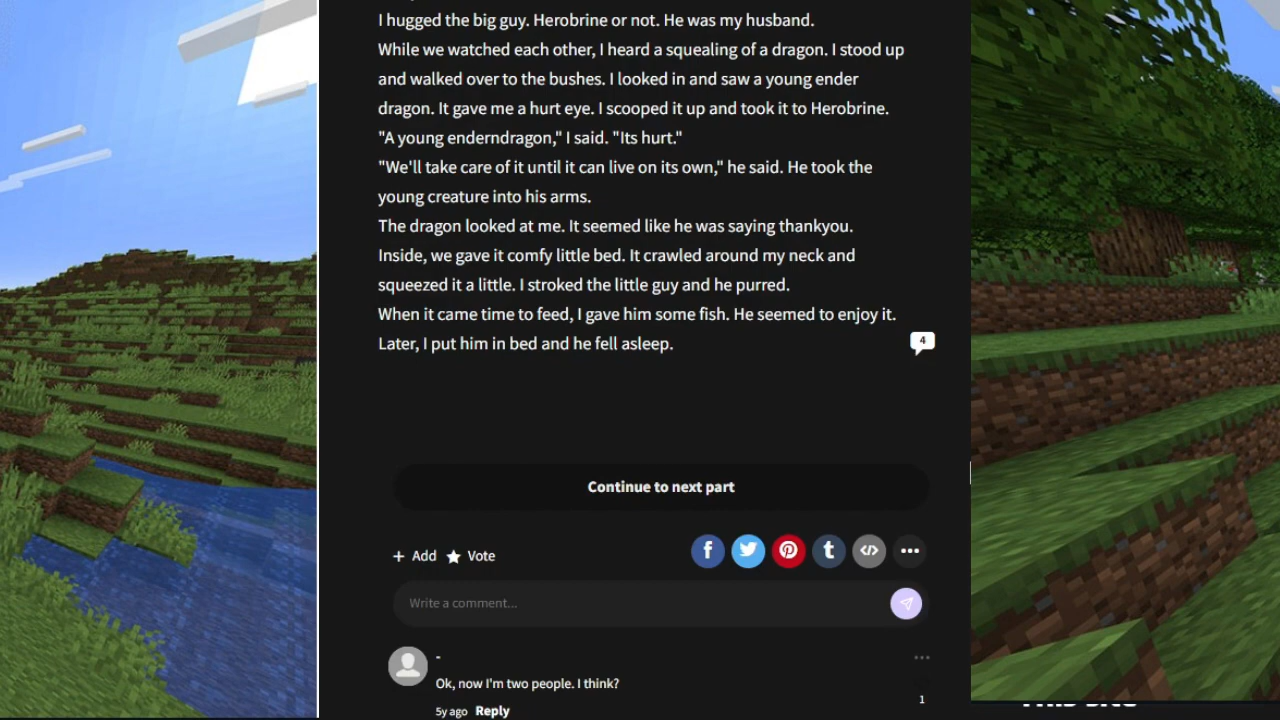 I hugged the big guy. Herobrine or not. He was my husband.
While we watched each other, I heard a squealing of a dragon. I stood up
and walked over to the bushes. I looked in and saw a young ender
dragon. It gave me a hurt eye. I scooped it up and took it to Herobrine.
"A young enderndragon," I said. "Its hurt."
"We'll take care of it until it can live on its own," he said. He took the
young creature into his arms.
The dragon looked at me. It seemed like he was saying thankyou.
Inside, we gave it comfy little bed. It crawled around my neck and
squeezed it a little. I stroked the little guy and he purred.
When it came time to feed, I gave him some fish. He seemed to enjoy it.
Later, I put him in bed and he fell asleep.
4
Continue to next part
+ Add ★ Vote
f t </> •••
Write a comment...
-
Ok, now I'm two people. I think?
1
5y ago Reply